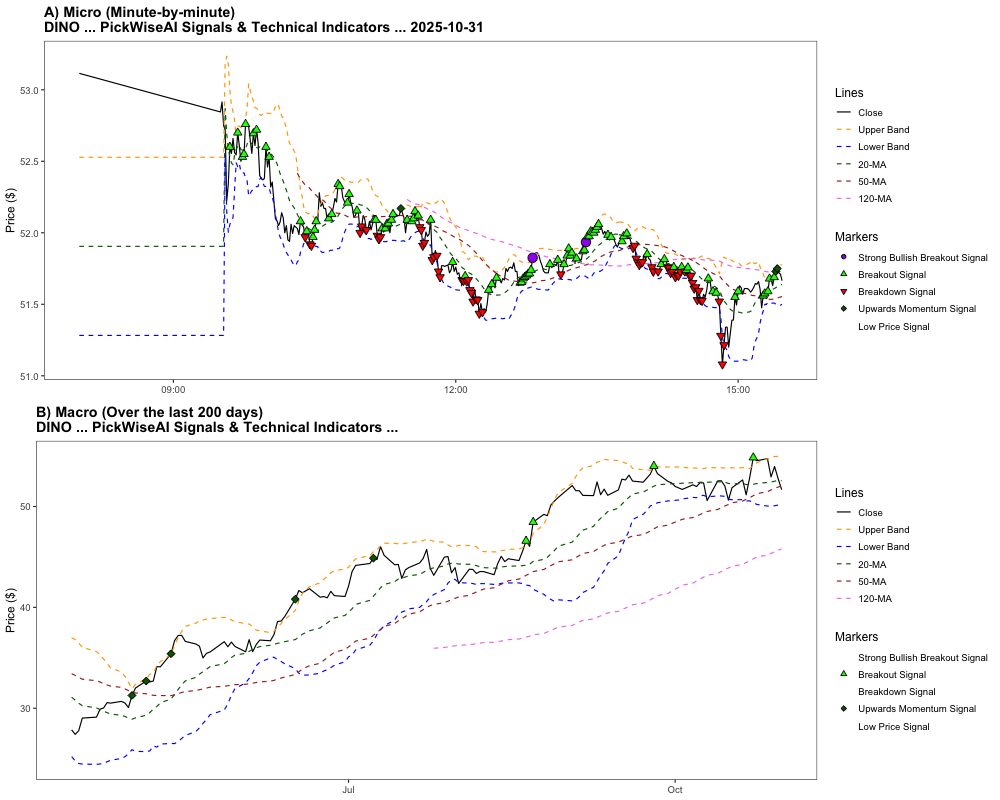 A) Micro (Minute-by-minute)
DINO ... PickWiseAI Signals & Technical Indicators ... 2025-10-31
Price ($)
53.0
52.5
52.0
51.5
51.0
09:00
12:00
15:00
Lines
Close
Upper Band
Lower Band
20-MA
50-MA
120-MA
Markers
Strong Bullish Breakout Signal
Breakout Signal
Breakdown Signal
Upwards Momentum Signal
Low Price Signal
B) Macro (Over the last 200 days)
DINO ... PickWiseAI Signals & Technical Indicators ...
Price ($)
50
40
30
Jul
Oct
Lines
Close
Upper Band
Lower Band
20-MA
50-MA
120-MA
Markers
Strong Bullish Breakout Signal
Breakout Signal
Breakdown Signal
Upwards Momentum Signal
Low Price Signal